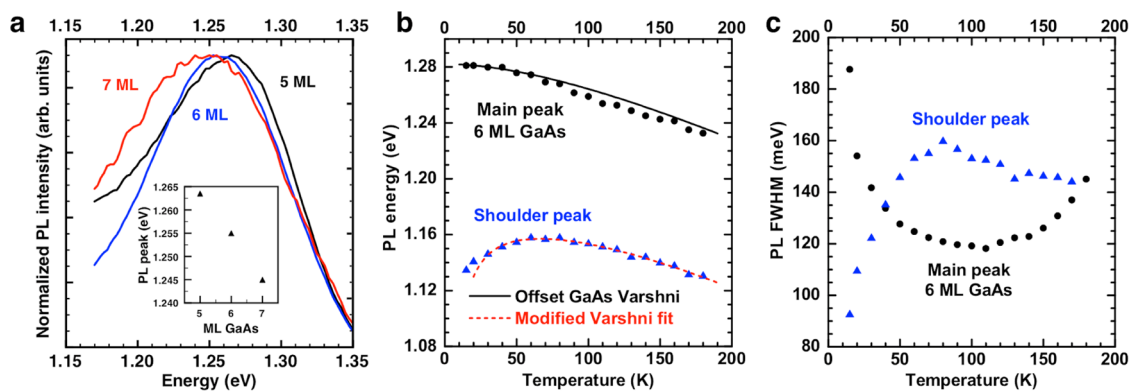 a
1.15 1.20 1.25 1.30 1.35
Normalized PL intensity (arb. units)
7 ML
6 ML
5 ML
PL peak (eV)
1.265
1.260
1.255
1.250
1.245
1.240
5 6 7
ML GaAs
1.15 1.20 1.25 1.30 1.35
Energy (eV)
b
0 50 100 150 200
PL energy (eV)
1.28
1.24
1.20
1.16
1.12
1.08
Main peak
6 ML GaAs
Shoulder peak
Offset GaAs Varshni
Modified Varshni fit
0 50 100 150 200
Temperature (K)
c
0 50 100 150 200
PL FWHM (meV)
200
180
160
140
120
100
80
Shoulder peak
Main peak
6 ML GaAs
0 50 100 150 200
Temperature (K)